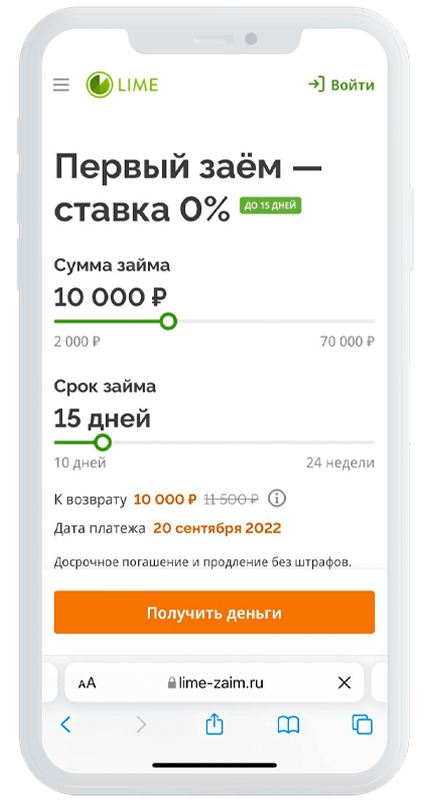 LIME
Войти
Первый заём —
ставка 0% ДО 15 ДНЕЙ
Сумма займа
10 000 ₽
2 000 ₽ 70 000 ₽
Срок займа
15 дней
10 дней 24 недели
К возврату 10 000 ₽ 11 500 ₽
Дата платежа 20 сентября 2022
Досрочное погашение и продление без штрафов.
Получить деньги
AA lime-zaim.ru